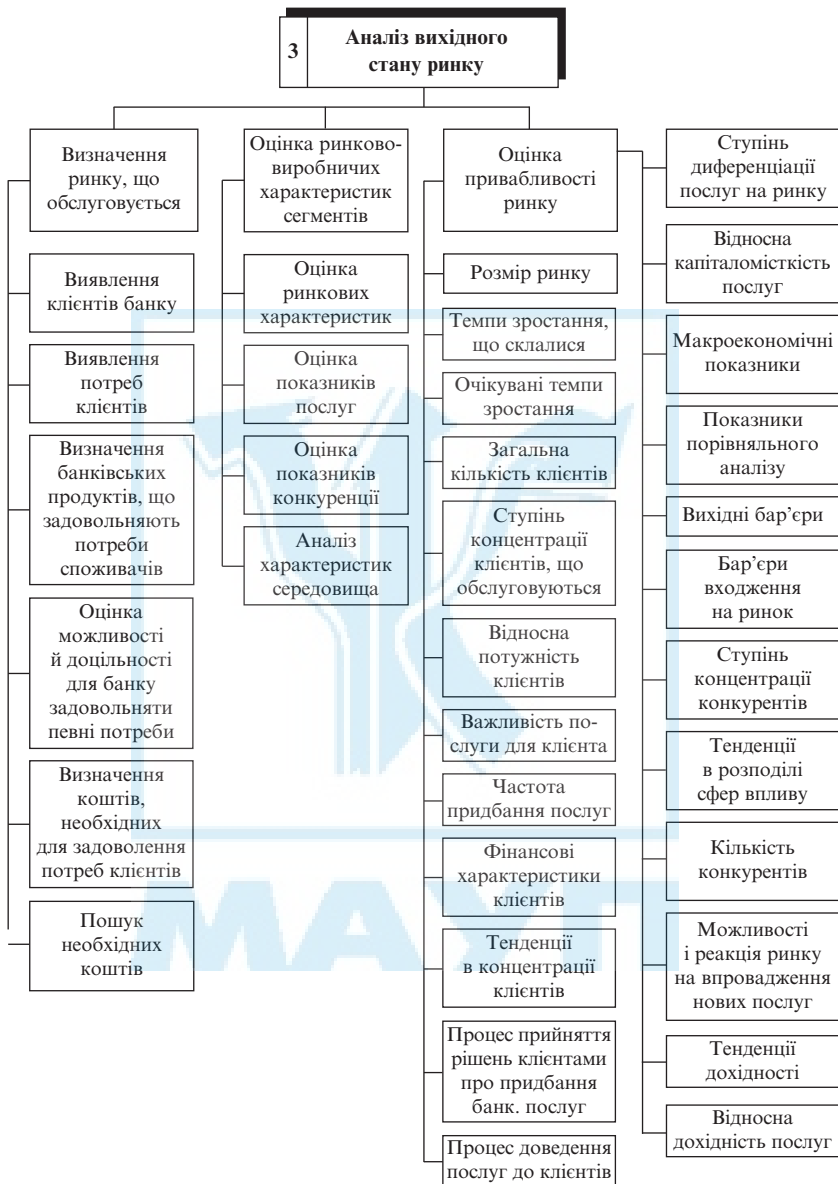 3
Аналіз вихідного
стану ринку
Визначення
ринку, що
обслуговується
Виявлення
клієнтів банку
Виявлення
потреб
клієнтів
Визначення
банківських
продуктів, що
задовольняють
потреби
споживачів
Оцінка
можливості
й доцільності
для банку
задовольняти
певні потреби
Визначення
коштів,
необхідних
для задоволення
потреб клієнтів
Пошук
необхідних
коштів
Оцінка ринково-
виробничих
характеристик
сегментів
Оцінка
ринкових
характеристик
Оцінка
показників
послуг
Оцінка
показників
конкуренції
Аналіз
характеристик
середовища
Оцінка
привабливості
ринку
Розмір ринку
Темпи зростання,
що склалися
Очікувані темпи
зростання
Загальна
кількість клієнтів
Ступінь
концентрації
клієнтів, що
обслуговуються
Відносна
потужність
клієнтів
Важливість по-
слуги для клієнта
Частота
придбання послуг
Фінансові
характеристики
клієнтів
Тенденції
в концентрації
клієнтів
Процес прийняття
рішень клієнтами
про придбання
банк. послуг
Процес доведення
послуг до клієнтів
Ступінь
диференціації
послуг на ринку
Відносна
капіталомісткість
послуг
Макроекономічні
показники
Показники
порівняльного
аналізу
Вихідні бар’єри
Бар’єри
входження
на ринок
Ступінь
концентрації
конкурентів
Тенденції
в розподілі
сфер впливу
Кількість
конкурентів
Можливості
і реакція ринку
на впровадження
нових послуг
Тенденції
дохідності
Відносна
дохідність послуг
МАУП